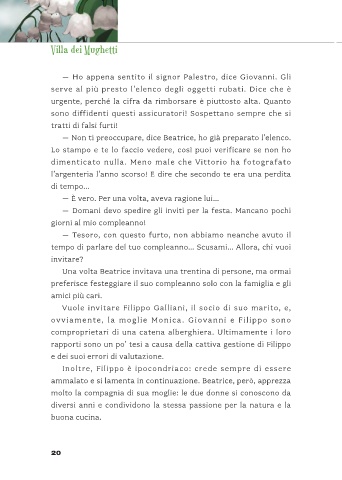 Villa dei Mughetti
— Ho appena sentito il signor Palestro, dice Giovanni. Gli
serve al più presto l'elenco degli oggetti rubati. Dice che è
urgente, perché la cifra da rimborsare è piuttosto alta. Quanto
sono diffidenti questi assicuratori! Sospettano sempre che si
tratti di falsi furti!
— Non ti preoccupare, dice Beatrice, ho già preparato l'elenco.
Lo stampo e te lo faccio vedere, così puoi verificare se non ho
dimenticato nulla. Meno male che Vittorio ha fotografato
l'argenteria l'anno scorso! E dire che secondo te era una perdita
di tempo...
— È vero. Per una volta, aveva ragione lui...
— Domani devo spedire gli inviti per la festa. Mancano pochi
giorni al mio compleanno!
— Tesoro, con questo furto, non abbiamo neanche avuto il
tempo di parlare del tuo compleanno... Scusami... Allora, chi vuoi
invitare?
Una volta Beatrice invitava una trentina di persone, ma ormai
preferisce festeggiare il suo compleanno solo con la famiglia e gli
amici più cari.
Vuole invitare Filippo Galliani, il socio di suo marito, e,
ovviamente, la moglie Monica. Giovanni e Filippo sono
comproprietari di una catena alberghiera. Ultimamente i loro
rapporti sono un po' tesi a causa della cattiva gestione di Filippo
e dei suoi errori di valutazione.
Inoltre, Filippo è ipocondriaco: crede sempre di essere
ammalato e si lamenta in continuazione. Beatrice, però, apprezza
molto la compagnia di sua moglie: le due donne si conoscono da
diversi anni e condividono la stessa passione per la natura e la
buona cucina.
20